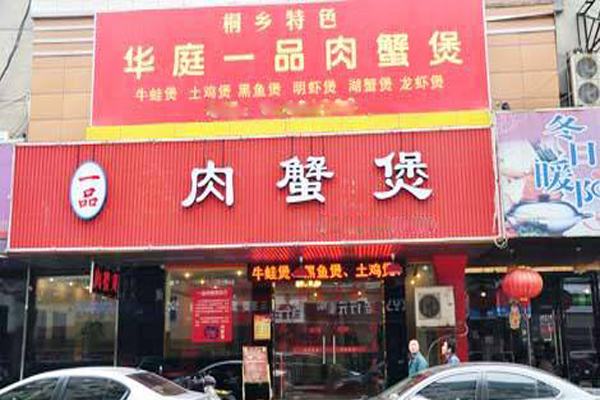 桐乡特色
华庭一品肉蟹煲
牛蛙煲 土鸡煲 黑鱼煲 明虾煲 湖蟹煲 龙虾煲
一品
肉蟹煲
冬日
暖阳
牛蛙煲、黑鱼煲、土鸡煲